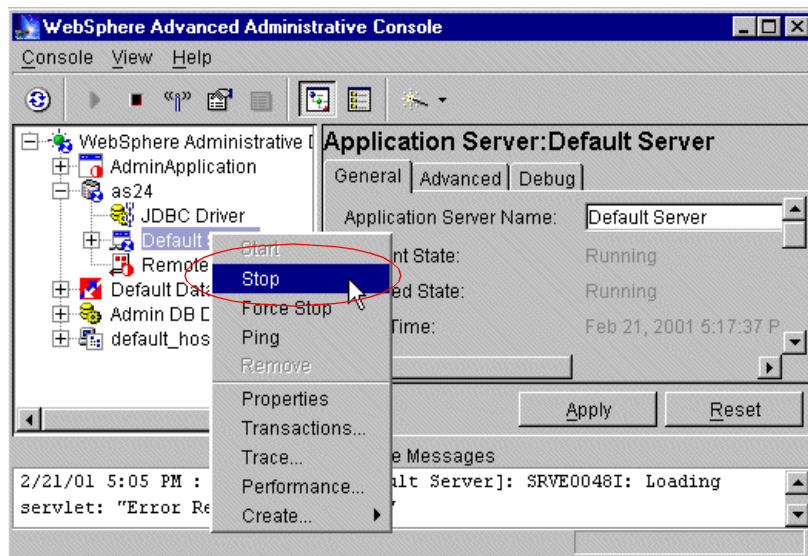 WebSphere Advanced Administrative Console
Console View Help
WebSphere Administrative
AdminApplication
as24
JDBC Driver
Default
Remote
Default Data
Admin DB
default_hos
Start
Stop
Force Stop
Ping
Remove
Properties
Transactions...
Trace...
Performance...
Create...
Application Server:Default Server
General Advanced Debug
Application Server Name: Default Server
nt State: Running
ed State: Running
Time: Feb 21, 2001 5:17:37 P
Apply Reset
e Messages
2/21/01 5:05 PM : ult Server]: SRVE0048I: Loading
servlet: "Error Re